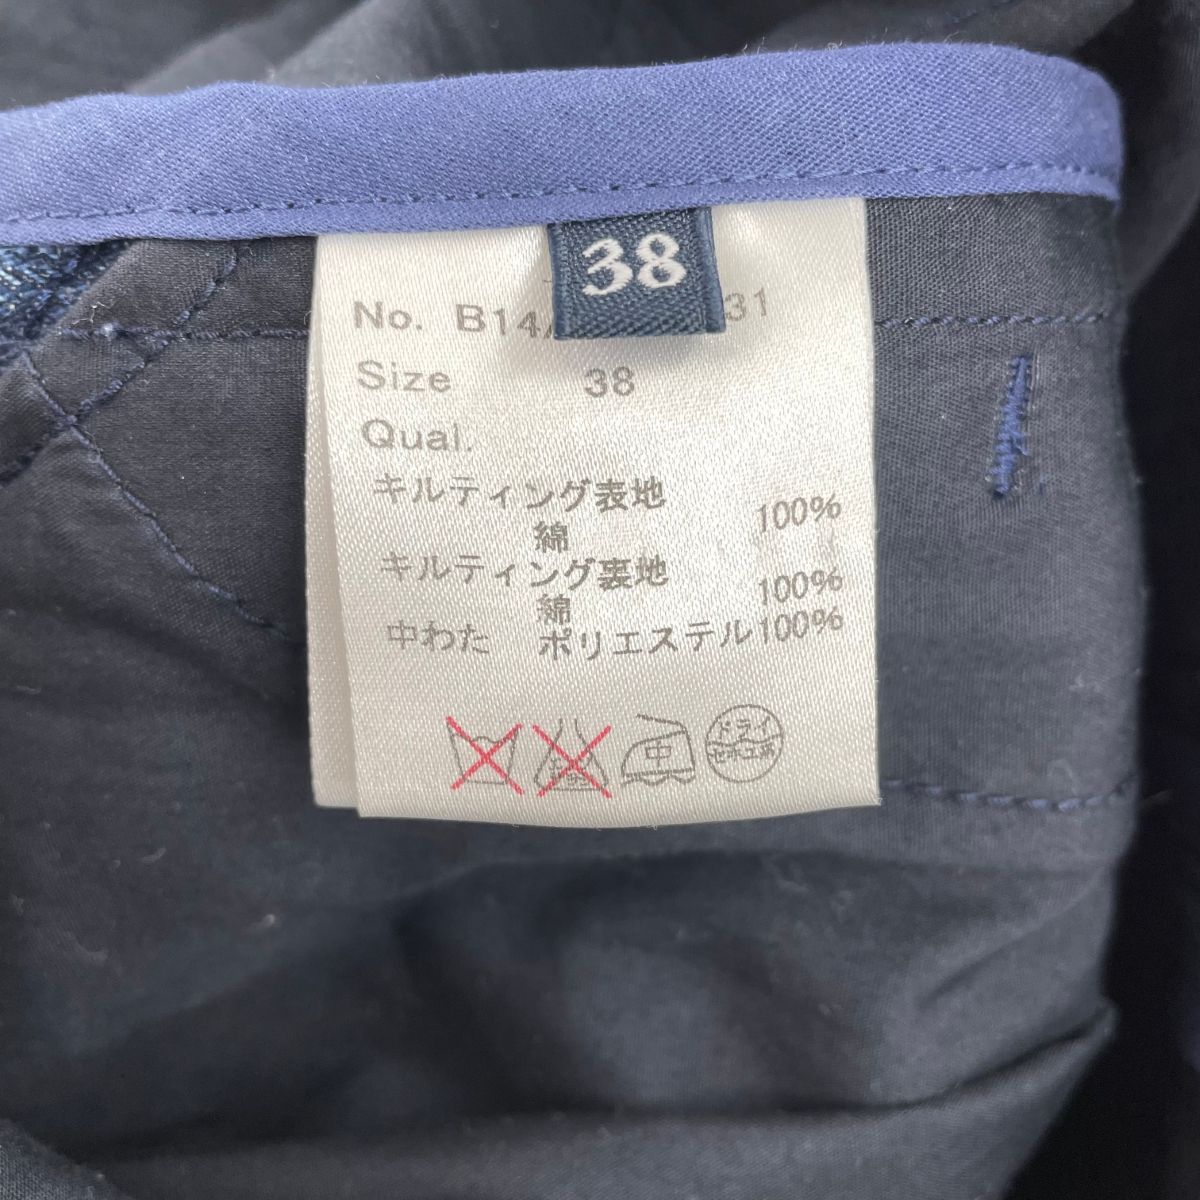 38
No. B14 31
Size 38
Qual.
キルティング表地
綿 100%
キルティング裏地
綿 100%
中わた ポリエステル100%
中 ドライ